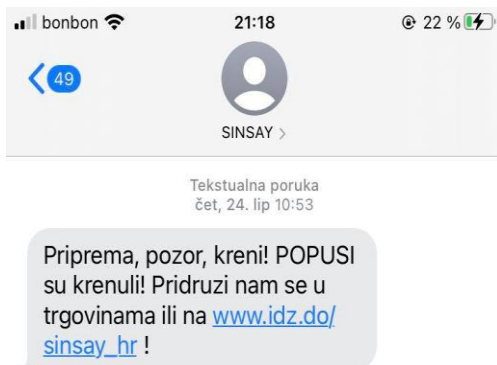 bonbon 21:18 22 %
49
SINSAY >
Tekstualna poruka
čet, 24. lip 10:53
Priprema, pozor, kreni! POPUSI
su krenuli! Pridruzi nam se u
trgovinama ili na www.idz.do/
sinsay_hr !